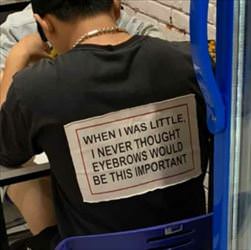 WHEN I WAS LITTLE,
I NEVER THOUGHT
EYEBROWS WOULD
BE THIS IMPORTANT